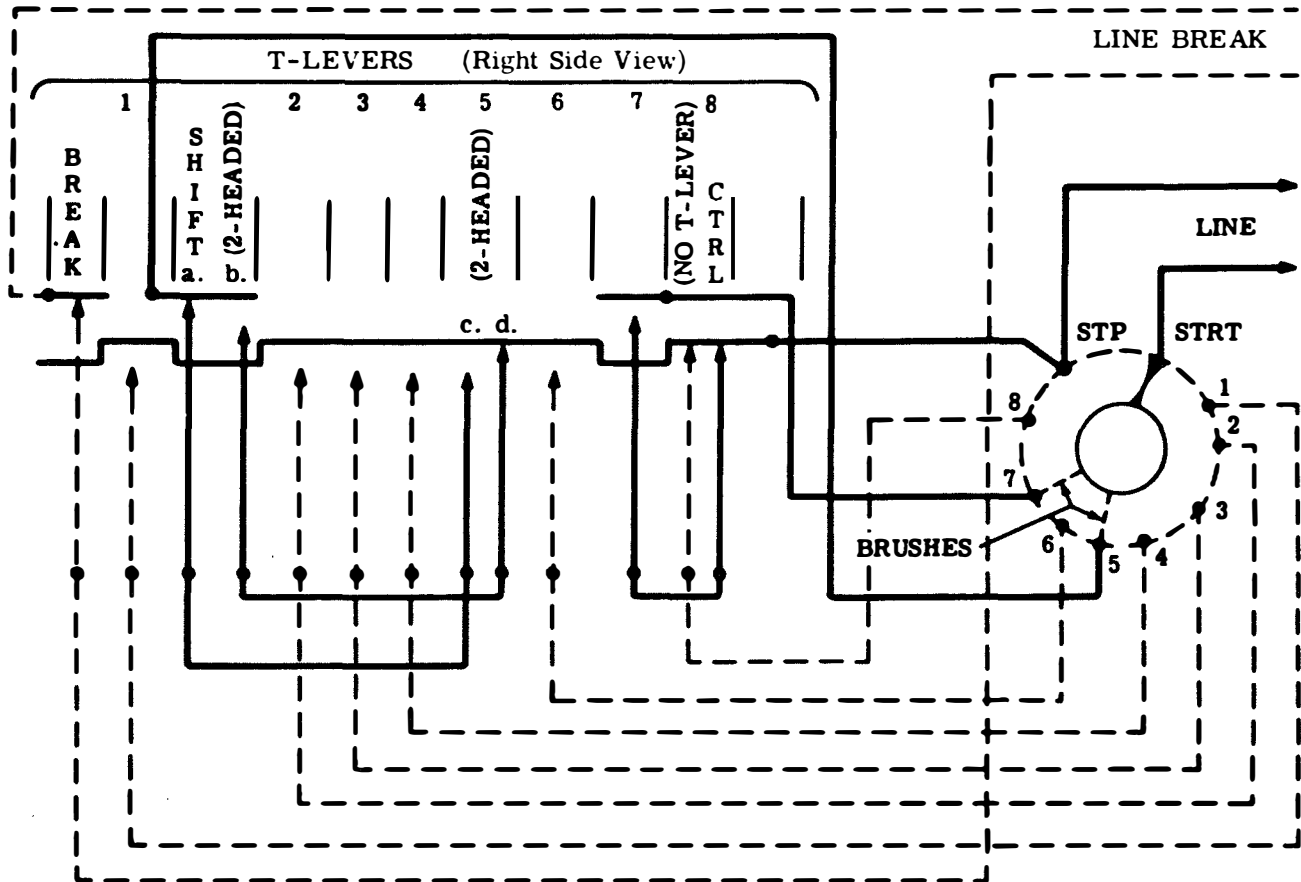 LINE BREAK
T-LEVERS (Right Side View)
1 2 3 4 5 6 7 8
BREAK
SHIFT
a. b. (2-HEADED)
(2-HEADED)
(NO T-LEVER)
CTRL
LINE
c. d.
STP STRT
1
2
3
4
5
6
7
8
BRUSHES